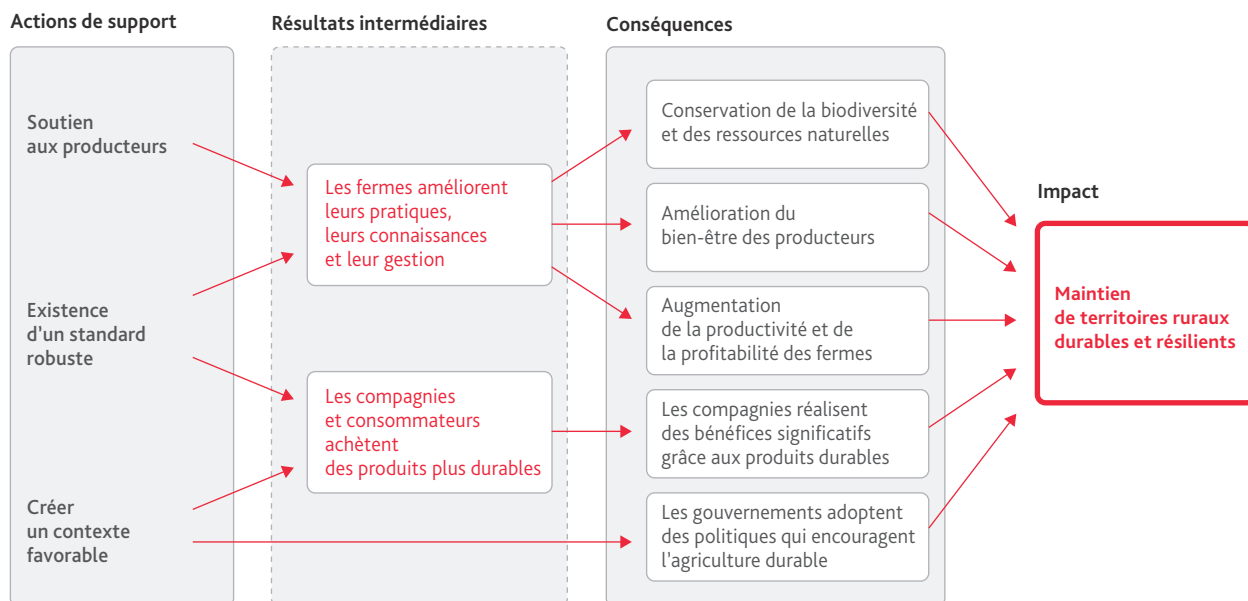 Actions de support
Soutien
aux producteurs
Existence
d'un standard
robuste
Créer
un contexte
favorable
Résultats intermédiaires
Les fermes améliorent
leurs pratiques,
leurs connaissances
et leur gestion
Les compagnies
et consommateurs
achètent
des produits plus durables
Conséquences
Conservation de la biodiversité
et des ressources naturelles
Amélioration du
bien-être des producteurs
Augmentation
de la productivité et de
la profitabilité des fermes
Les compagnies réalisent
des bénéfices significatifs
grâce aux produits durables
Les gouvernements adoptent
des politiques qui encouragent
l'agriculture durable
Impact
Maintien
de territoires ruraux
durables et résilients